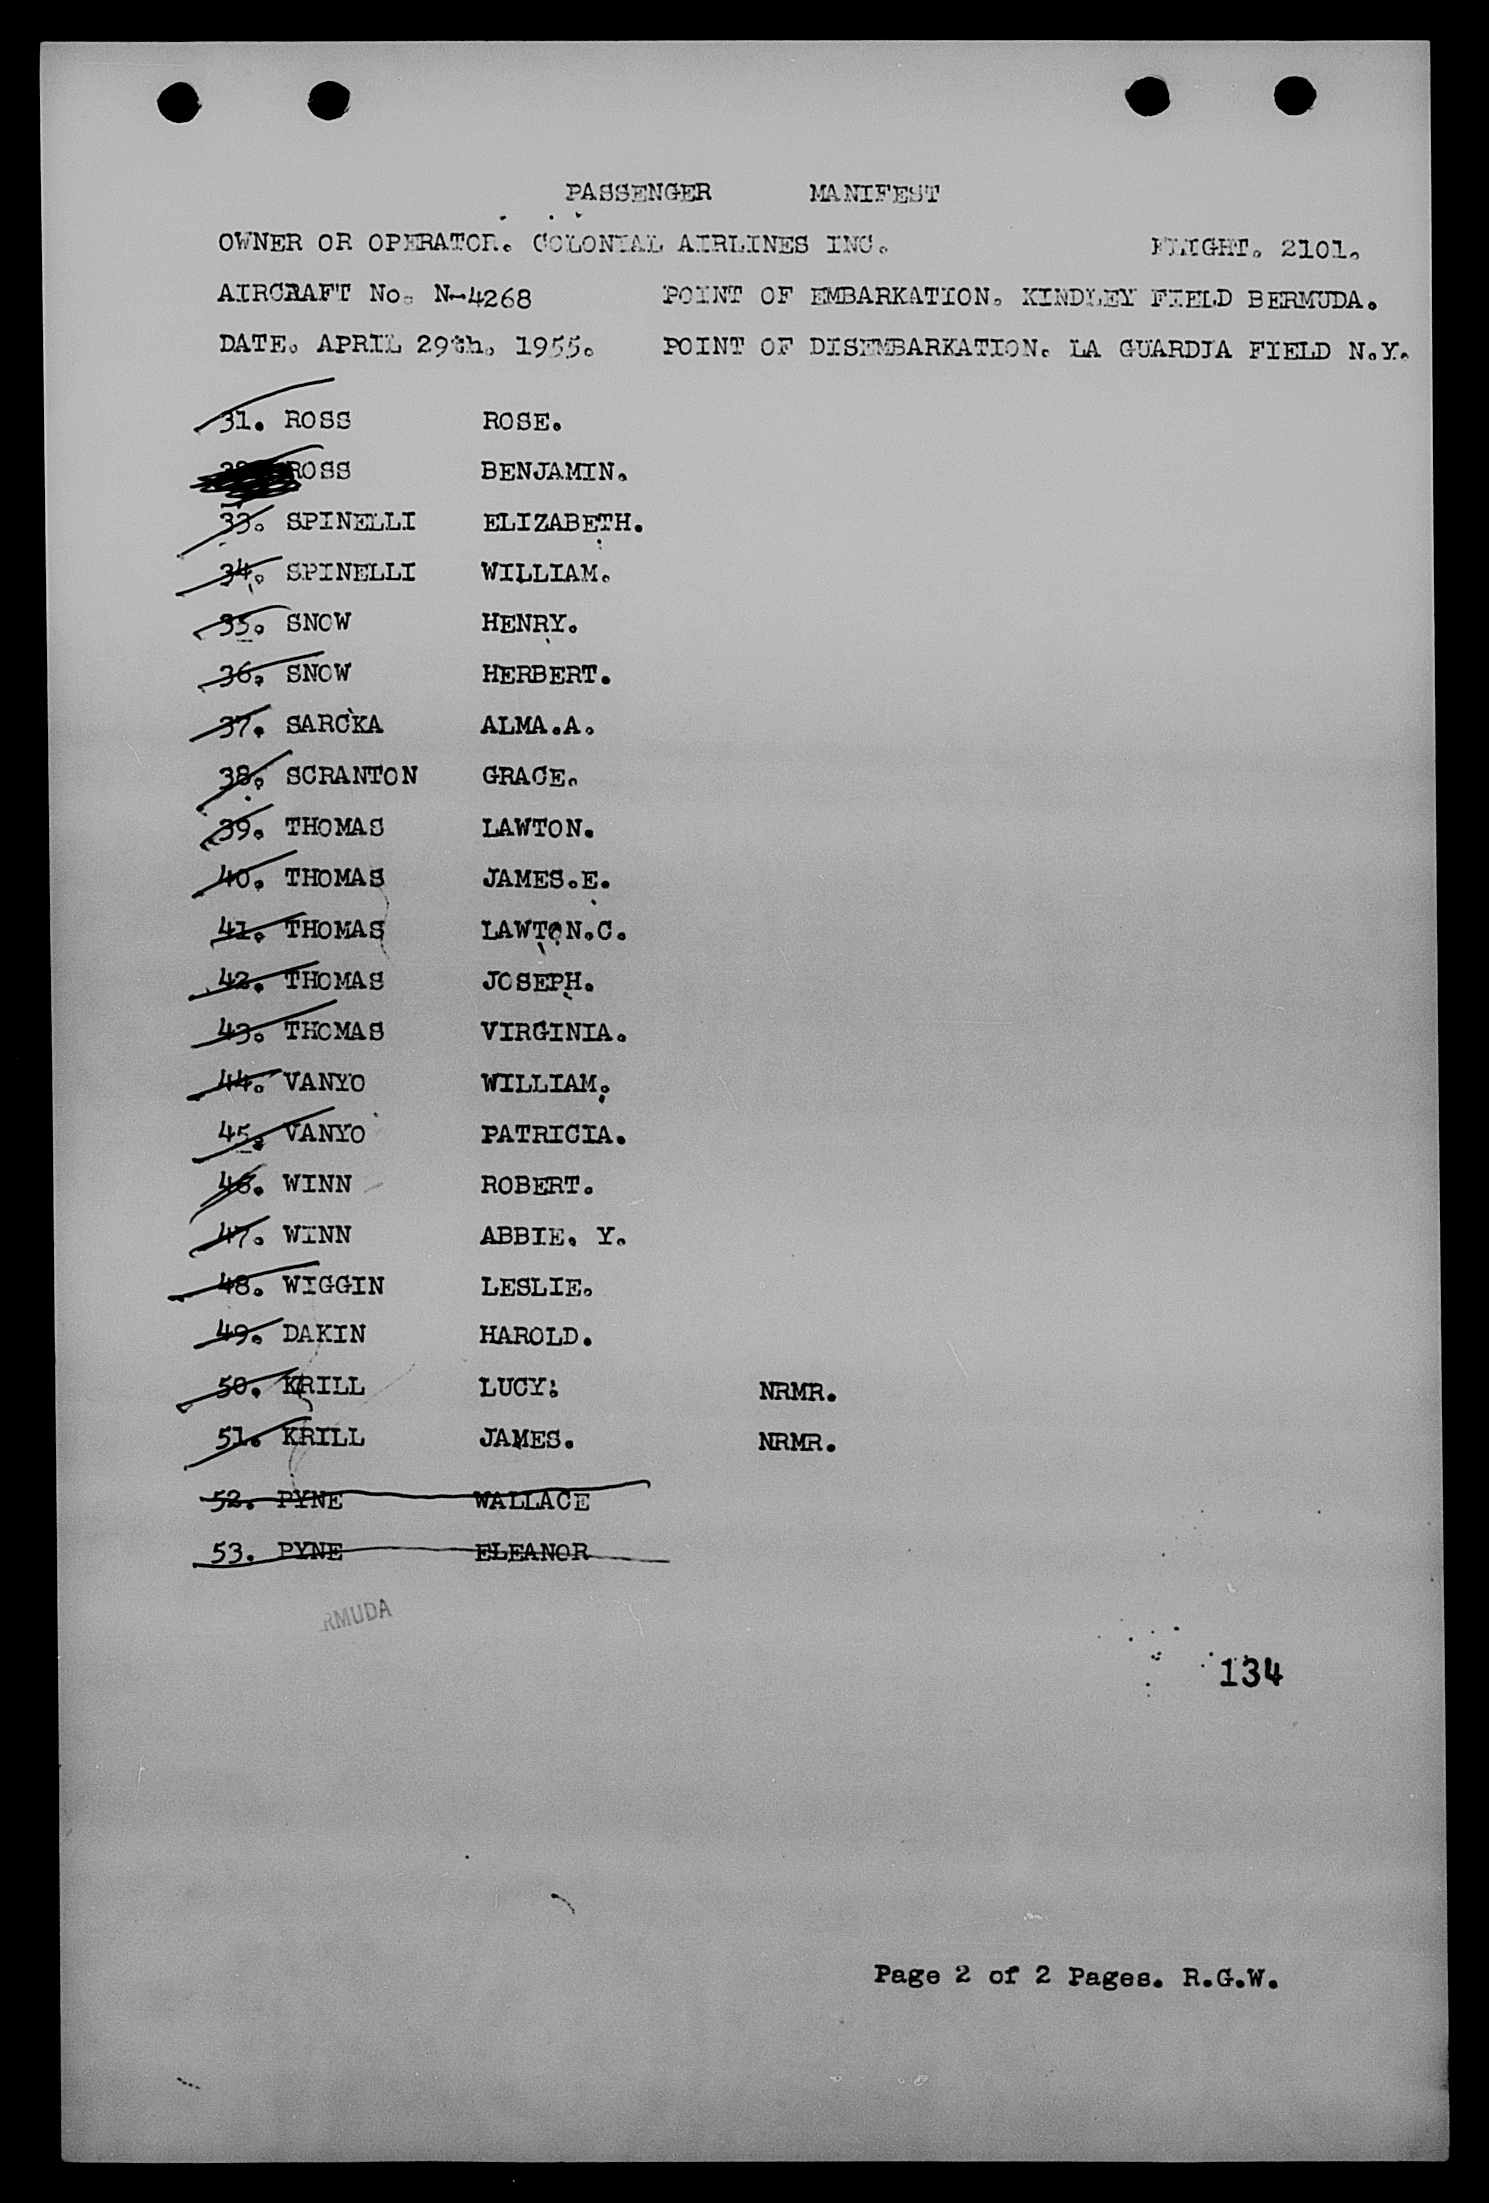 PASSENGER MANIFEST
OWNER OR OPERATOR. COLONIAL AIRLINES INC. FLIGHT. 2101.
AIRCRAFT No. N-4268 POINT OF EMBARKATION. KINDLEY FIELD BERMUDA.
DATE. APRIL 29th. 1955. POINT OF DISEMBARKATION. LA GUARDIA FIELD N.Y.
31. ROSS ROSE.
ROSS BENJAMIN.
33. SPINELLI ELIZABETH.
34. SPINELLI WILLIAM.
35. SNOW HENRY.
36. SNOW HERBERT.
37. SARCKA ALMA.A.
38. SCRANTON GRACE.
39. THOMAS LAWTON.
40. THOMAS JAMES.E.
41. THOMAS LAWTON.C.
42. THOMAS JOSEPH.
43. THOMAS VIRGINIA.
44. VANYO WILLIAM.
45. VANYO PATRICIA.
46. WINN ROBERT.
47. WINN ABBIE. Y.
48. WIGGIN LESLIE.
49. DAKIN HAROLD.
50. KRILL LUCY. NRMR.
51. KRILL JAMES. NRMR.
52. PYNE WALLACE
53. PYNE ELEANOR
RMUDA
134
Page 2 of 2 Pages. R.G.W.